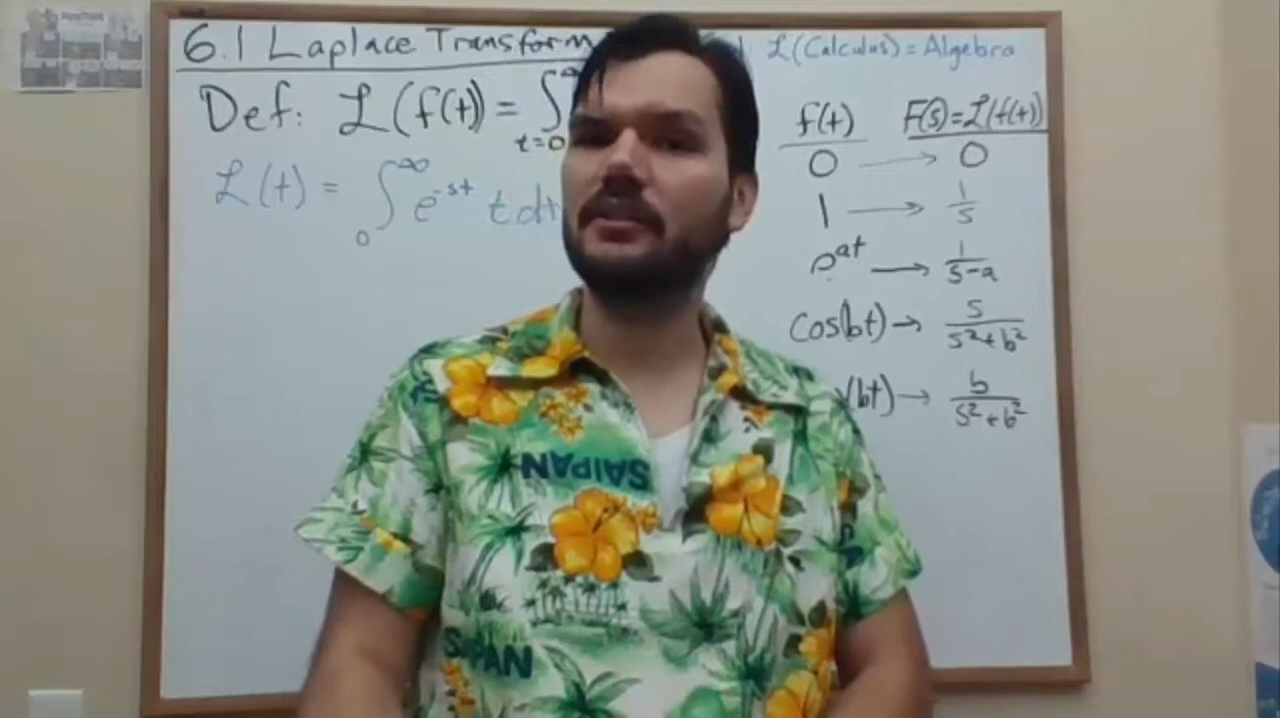 6.1 Laplace Transform
ℒ(Calculus) = Algebra
Def: ℒ(f(t)) = ∫ t=0 ∞
ℒ(t) = ∫₀^∞ e^-st t dt
f(t) F(s)=ℒ(f(t))
0 → 0
1 → 1/s
e^at → 1/(s-a)
cos(bt) → s/(s²+b²)
(bt) → b/(s²+b²)
SAIPAN
SAIPAN